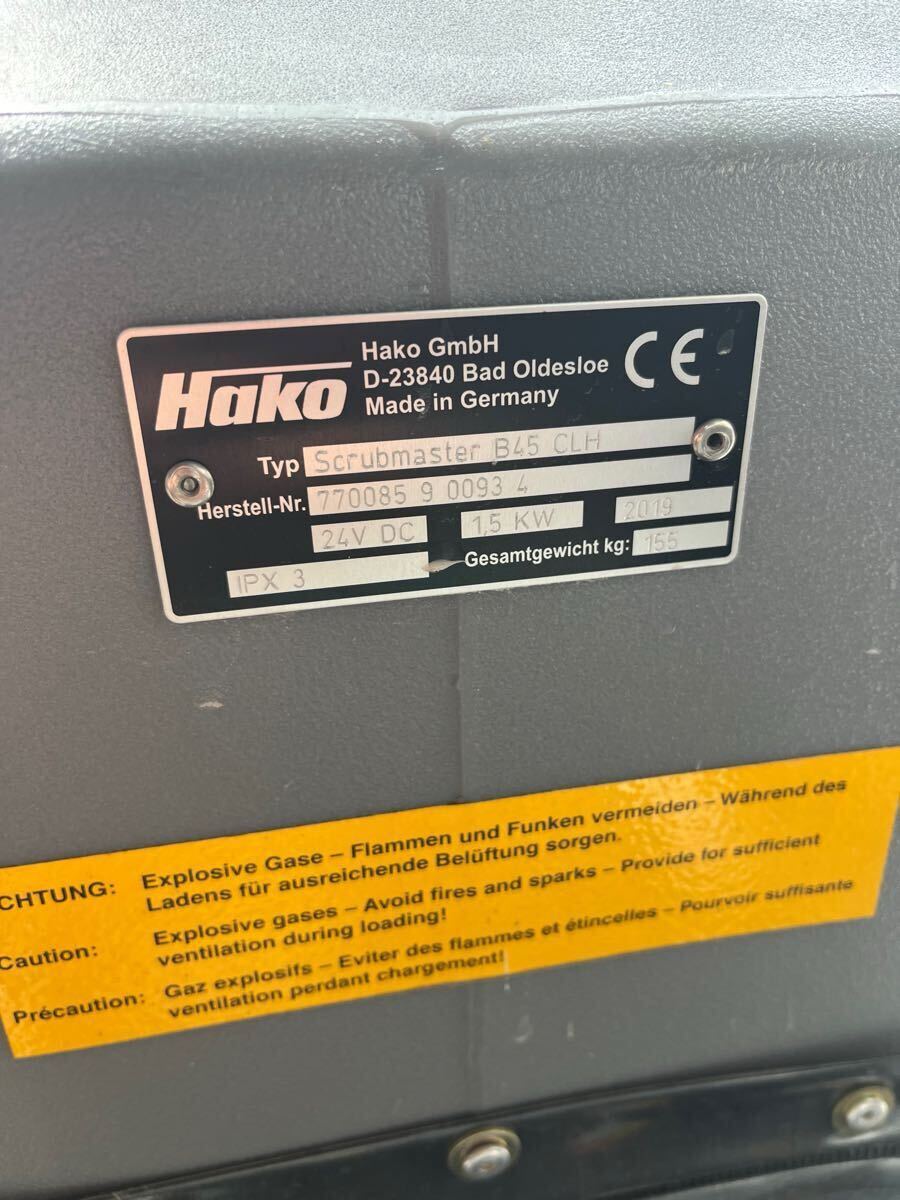 Hako
Hako GmbH
D-23840 Bad Oldesloe
Made in Germany
CE
Typ Scrubmaster B45 CLH
Herstell-Nr. 770085 9 0093 4
24V DC 1,5 KW 2019
IPX 3 Gesamtgewicht kg: 155
CHTUNG: Explosive Gase – Flammen und Funken vermeiden – Während des
Ladens für ausreichende Belüftung sorgen.
Caution: Explosive gases – Avoid fires and sparks – Provide for sufficient
ventilation during loading!
Précaution: Gaz explosifs – Eviter des flammes et étincelles – Pourvoir suffisante
ventilation perdant chargement!